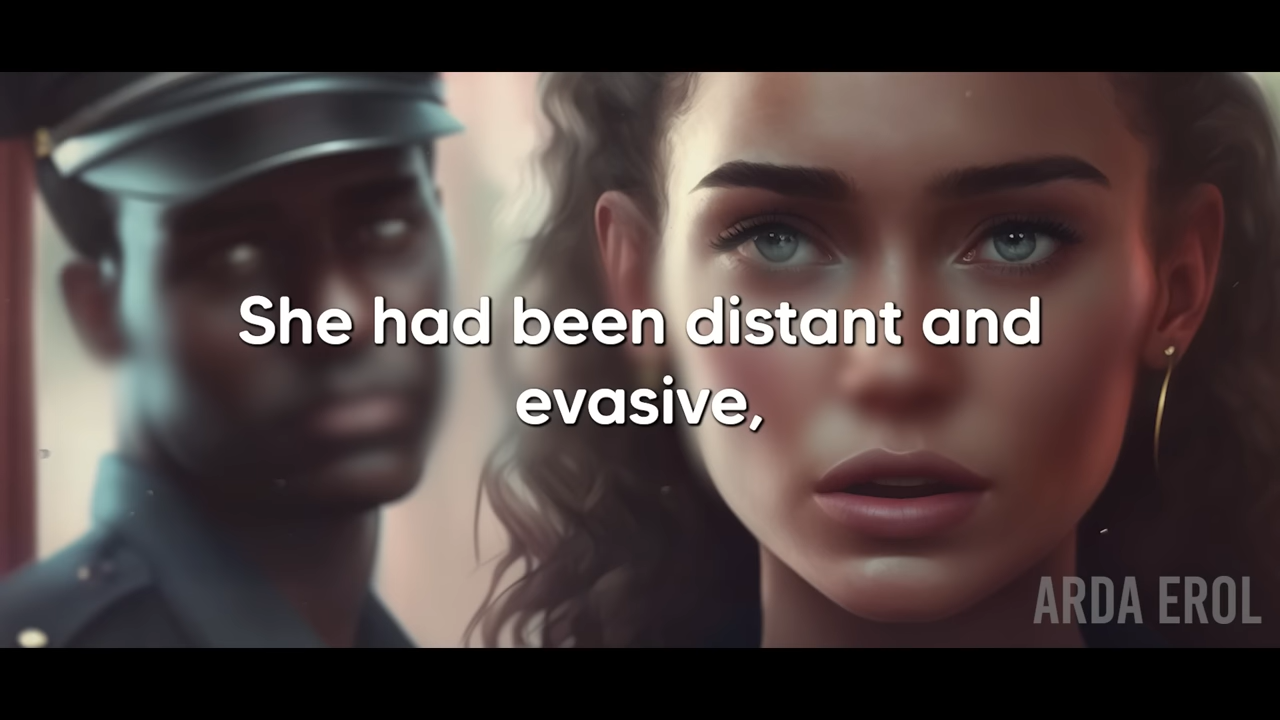 She had been distant and
evasive,
ARDA EROL